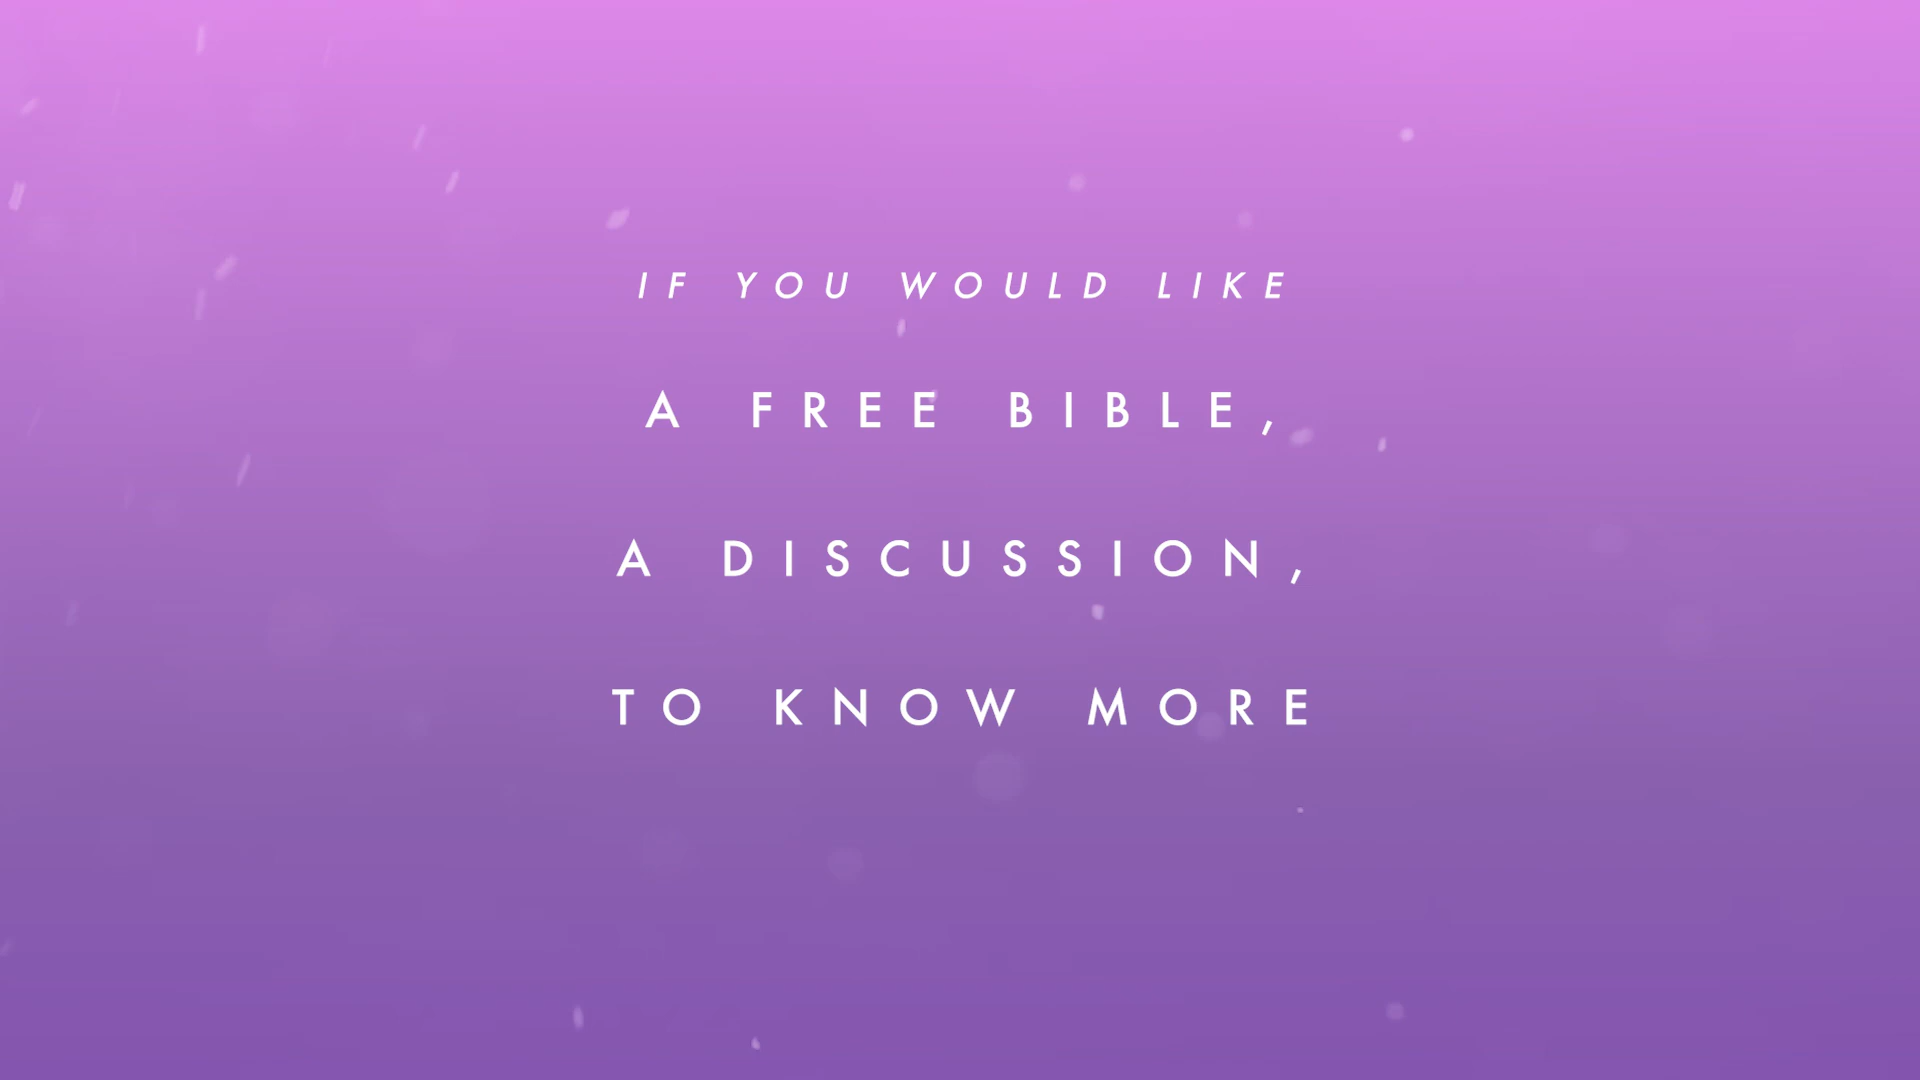 IF YOU WOULD LIKE
A FREE BIBLE,
A DISCUSSION,
TO KNOW MORE